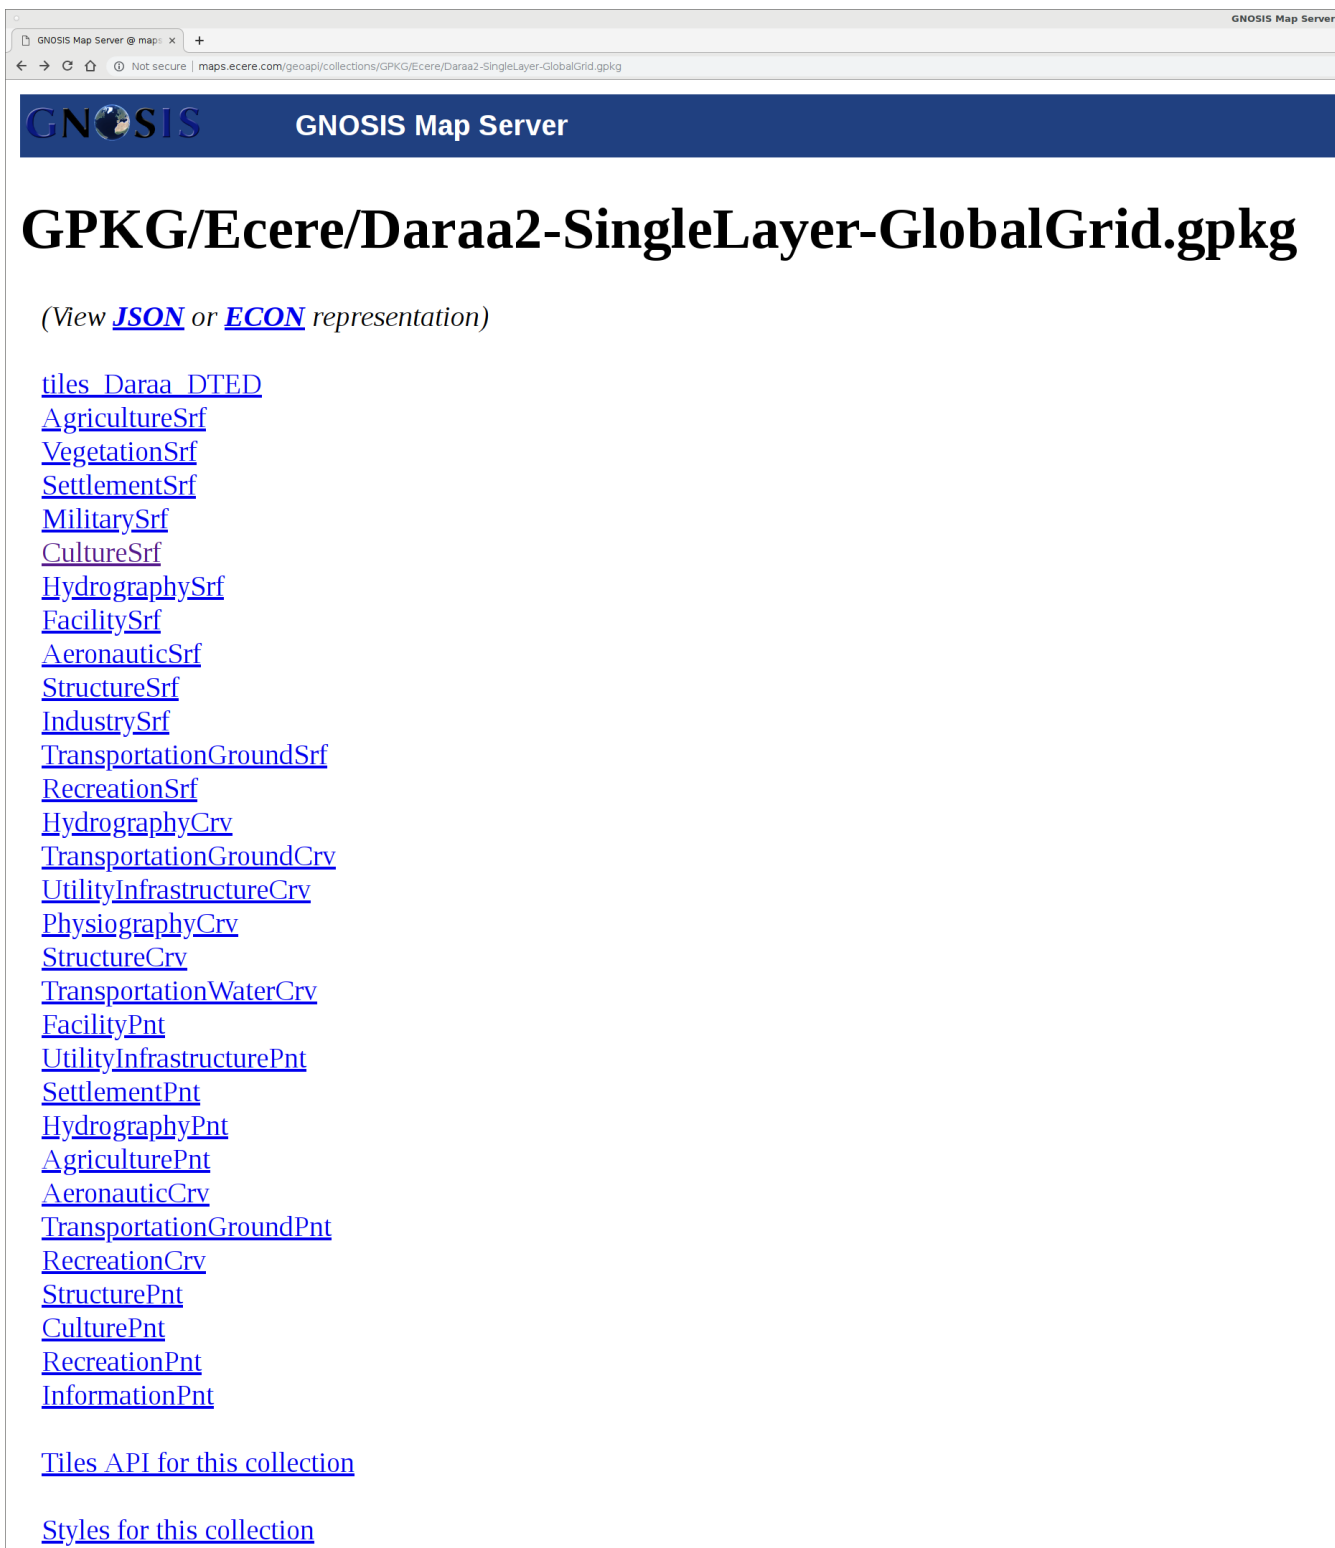 GNOSIS Map Server
GNOSIS Map Server @ maps × +
Not secure | maps.ecere.com/geoapi/collections/GPKG/Ecere/Daraa2-SingleLayer-GlobalGrid.gpkg
GNOSIS GNOSIS Map Server
GPKG/Ecere/Daraa2-SingleLayer-GlobalGrid.gpkg
(View JSON or ECON representation)
tiles_Daraa_DTED
AgricultureSrf
VegetationSrf
SettlementSrf
MilitarySrf
CultureSrf
HydrographySrf
FacilitySrf
AeronauticSrf
StructureSrf
IndustrySrf
TransportationGroundSrf
RecreationSrf
HydrographyCrv
TransportationGroundCrv
UtilityInfrastructureCrv
PhysiographyCrv
StructureCrv
TransportationWaterCrv
FacilityPnt
UtilityInfrastructurePnt
SettlementPnt
HydrographyPnt
AgriculturePnt
AeronauticCrv
TransportationGroundPnt
RecreationCrv
StructurePnt
CulturePnt
RecreationPnt
InformationPnt
Tiles API for this collection
Styles for this collection